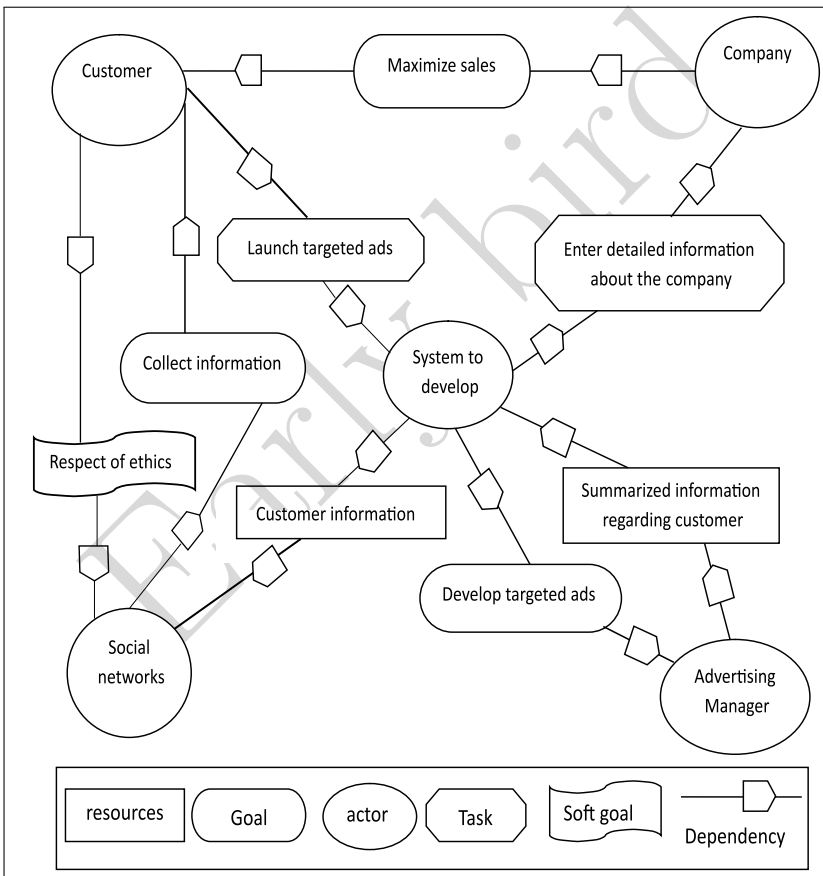 Customer
Maximize sales
Company
Launch targeted ads
Enter detailed information
about the company
Collect information
System to
develop
Respect of ethics
Customer information
Summarized information
regarding customer
Develop targeted ads
Social
networks
Advertising
Manager
resources
Goal
actor
Task
Soft goal
Dependency
Early bird